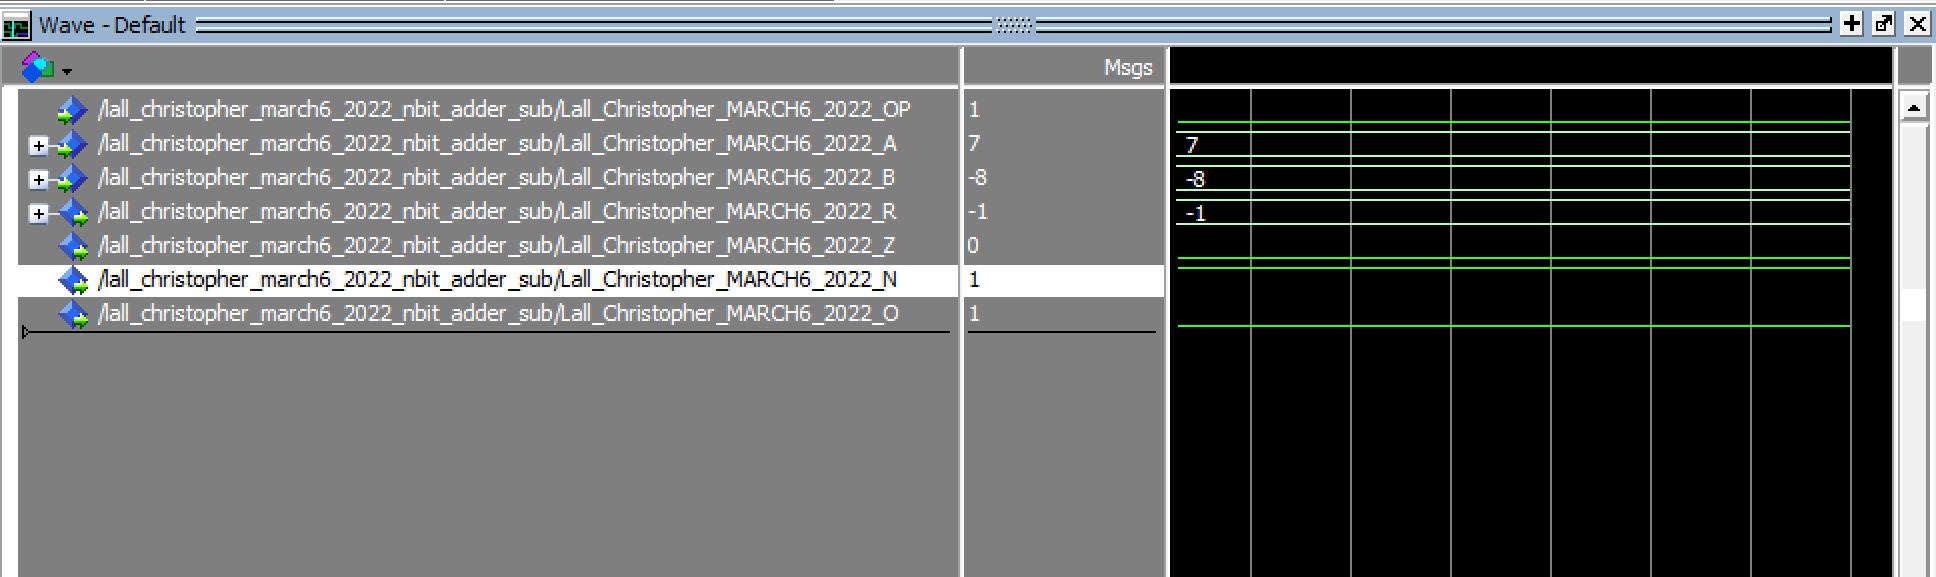 Wave - Default
Msgs
/lall_christopher_march6_2022_nbit_adder_sub/Lall_Christopher_MARCH6_2022_OP 1
/lall_christopher_march6_2022_nbit_adder_sub/Lall_Christopher_MARCH6_2022_A 7 7
/lall_christopher_march6_2022_nbit_adder_sub/Lall_Christopher_MARCH6_2022_B -8 -8
/lall_christopher_march6_2022_nbit_adder_sub/Lall_Christopher_MARCH6_2022_R -1 -1
/lall_christopher_march6_2022_nbit_adder_sub/Lall_Christopher_MARCH6_2022_Z 0
/lall_christopher_march6_2022_nbit_adder_sub/Lall_Christopher_MARCH6_2022_N 1
/lall_christopher_march6_2022_nbit_adder_sub/Lall_Christopher_MARCH6_2022_O 1